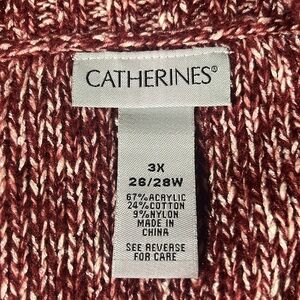 CATHERINES®
3X
26/28W
67%ACRYLIC
24%COTTON
9%NYLON
MADE IN
CHINA
SEE REVERSE
FOR CARE